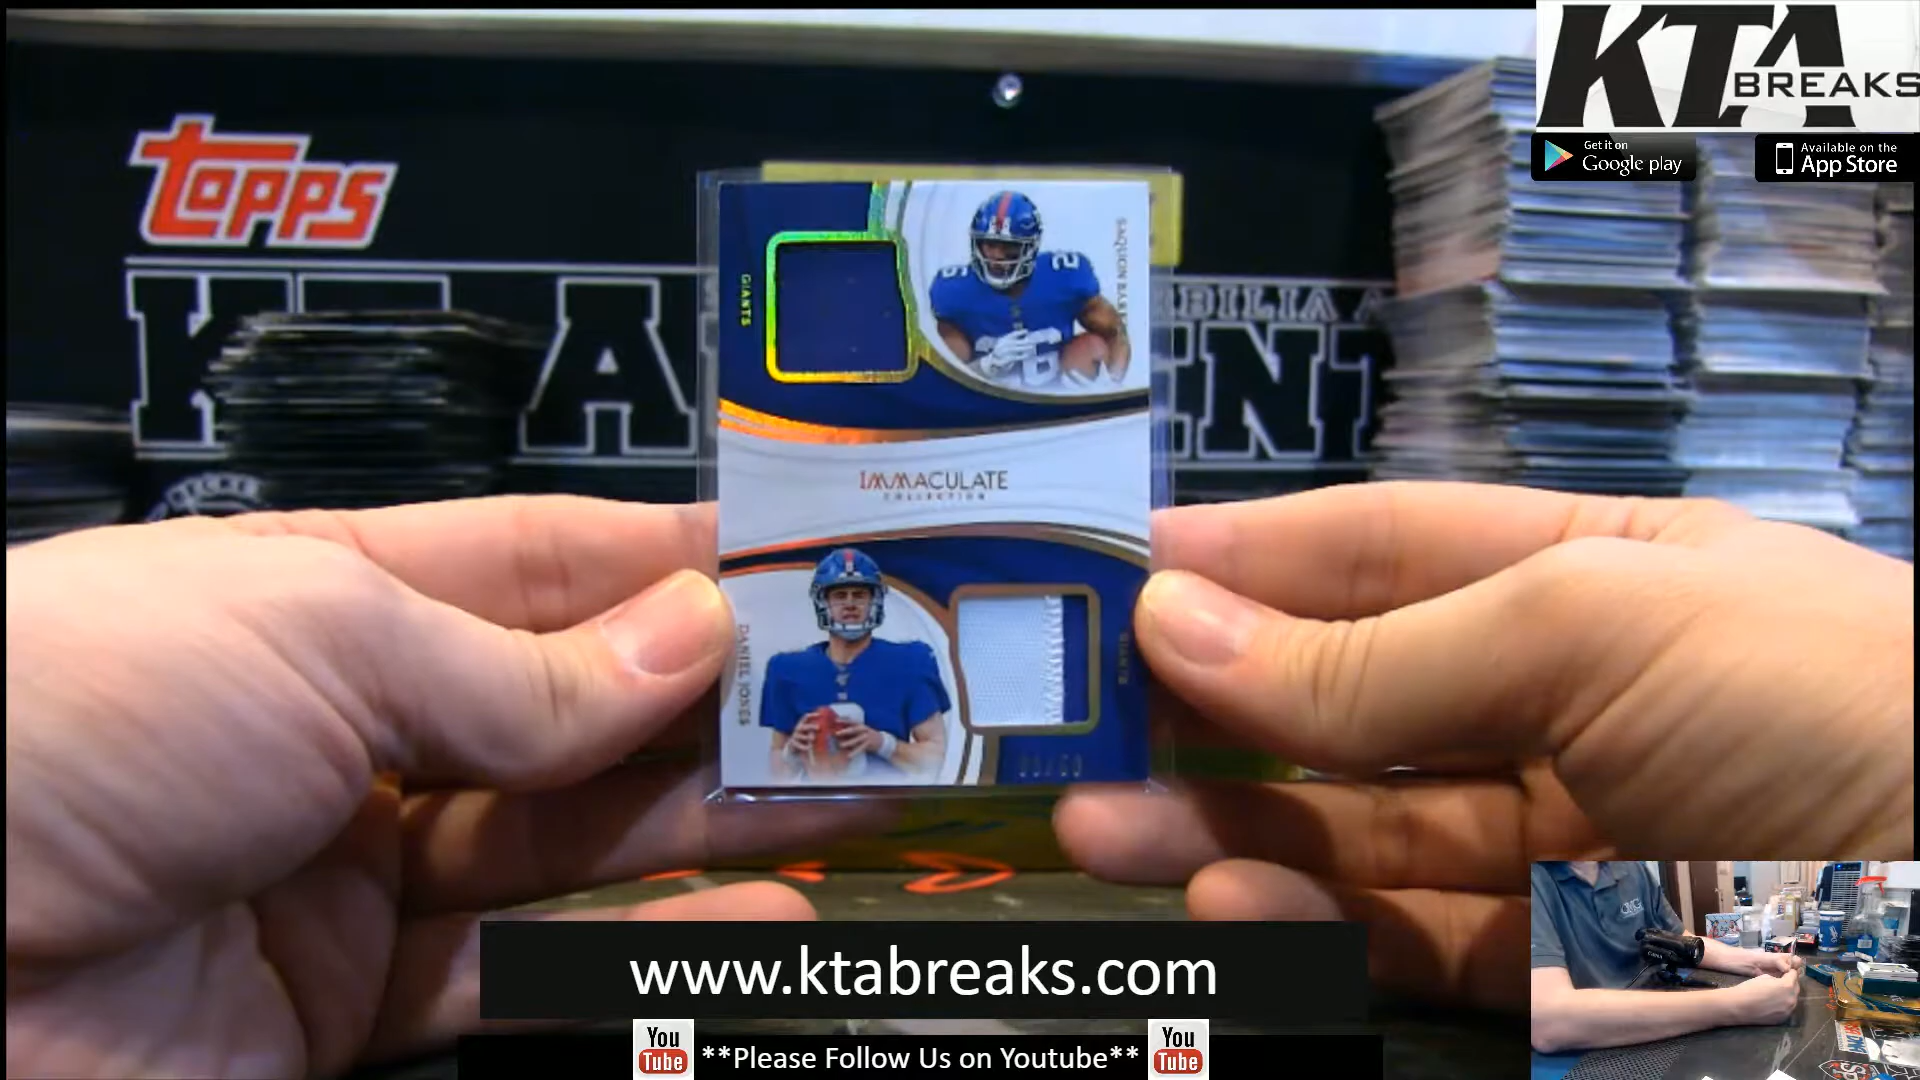 KTA
BREAKS
Get it on
Google play
Available on the
App Store
topps
GIANTS
SAQUON
IMMACULATE
COLLECTION
DANIEL JONES
GIANTS
www.ktabreaks.com
You
Tube
**Please Follow Us on Youtube**
You
Tube